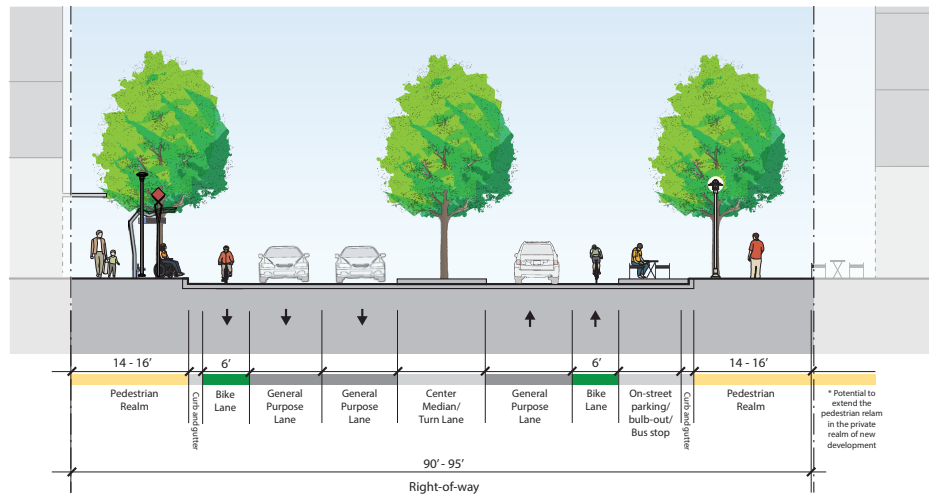 14 - 16’
6’
6’
14 - 16’
Pedestrian
Realm
Curb and gutter
Bike
Lane
General
Purpose
Lane
General
Purpose
Lane
Center
Median/
Turn Lane
General
Purpose
Lane
Bike
Lane
On-street
parking/
bulb-out/
Bus stop
Curb and gutter
Pedestrian
Realm
* Potential to
extend the
pedestrian relam
in the private
realm of new
development
90’ - 95’
Right-of-way